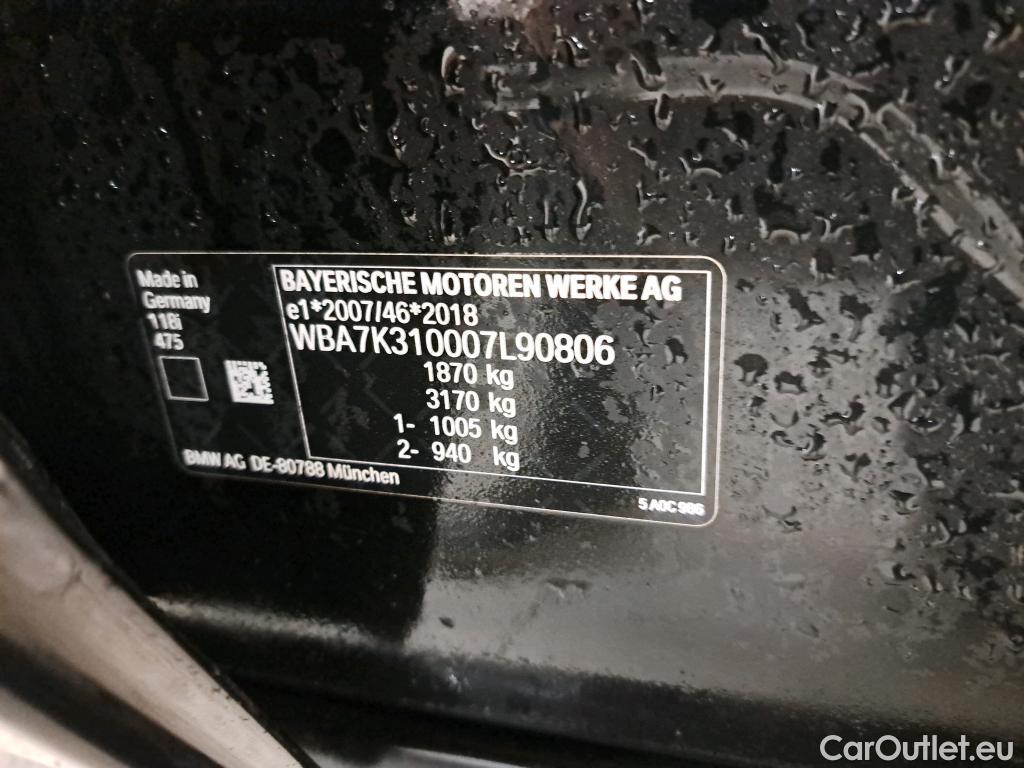 Made in
Germany
118i
475
BAYERISCHE MOTOREN WERKE AG
e1*2007/46*2018
WBA7K310007L90806
1870 kg
3170 kg
1- 1005 kg
2- 940 kg
BMW AG DE-80788 München
5 A0C 986
CarOutlet.eu